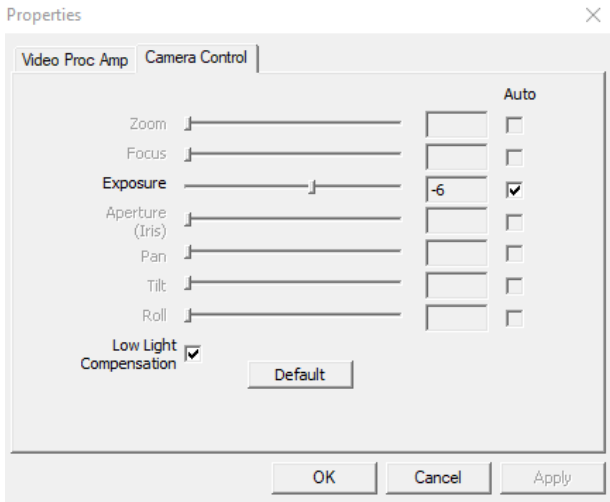 Properties
Video Proc Amp
Camera Control
Auto
Zoom
Focus
Exposure -6
Aperture
(Iris)
Pan
Tilt
Roll
Low Light
Compensation
Default
OK Cancel Apply